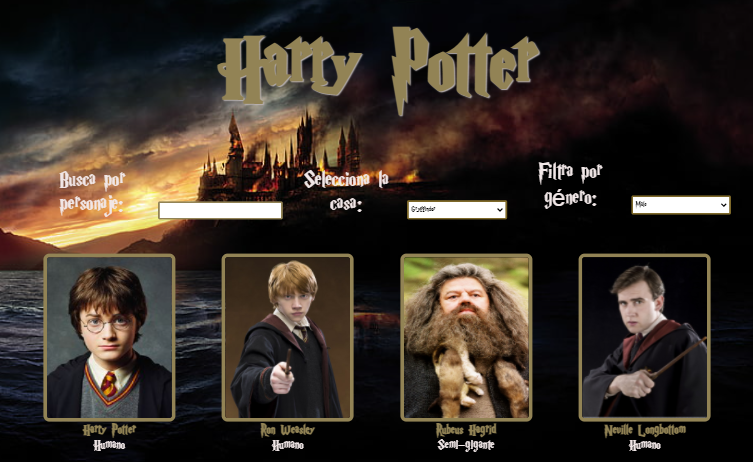 Harry Potter
Busca por
personaje:
Selecciona la
casa:
Gryffindor
Filtra por
género:
Male
Harry Potter
Humano
Ron Weasley
Humano
Rubeus Hagrid
Semi-gigante
Neville Longbottom
Humano